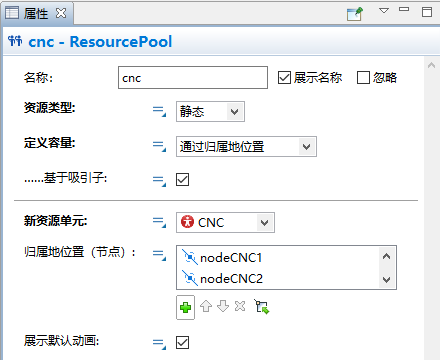 属性
cnc - ResourcePool
名称： cnc 展示名称 忽略
资源类型: 静态
定义容量: 通过归属地位置
......基于吸引子:
新资源单元: CNC
归属地位置（节点）:  nodeCNC1
nodeCNC2
展示默认动画: